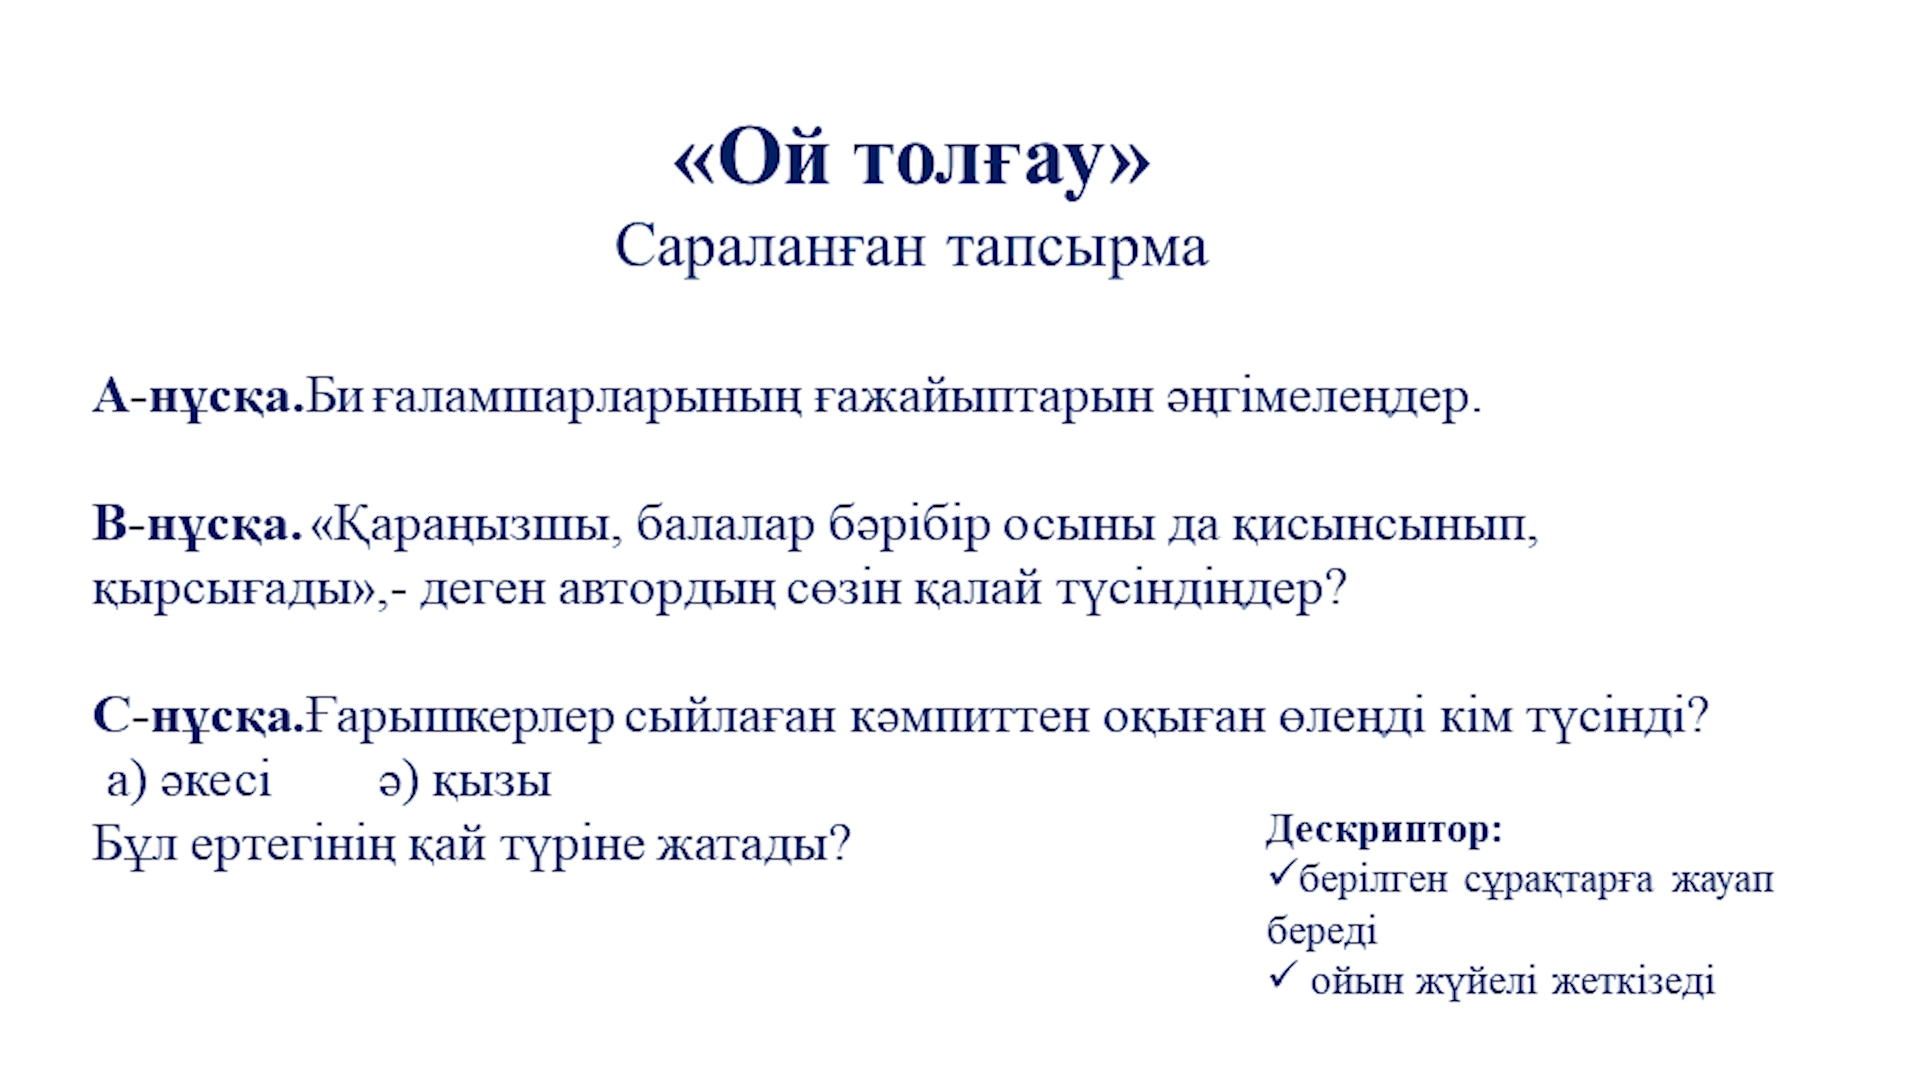 «Ой толғау»
Сараланған тапсырма
А-нұсқа.Би ғаламшарларының ғажайыптарын әңгімелеңдер.
В-нұсқа. «Қараңызшы, балалар бәрібір осыны да қисынсынып,
қырсығады»,- деген автордың сөзін қалай түсіндіңдер?
С-нұсқа.Ғарышкерлер сыйлаған кәмпиттен оқыған өлеңді кім түсінді?
а) әкесі ә) қызы
Бұл ертегінің қай түріне жатады?
Дескриптор:
✓берілген сұрақтарға жауап
береді
✓ ойын жүйелі жеткізеді